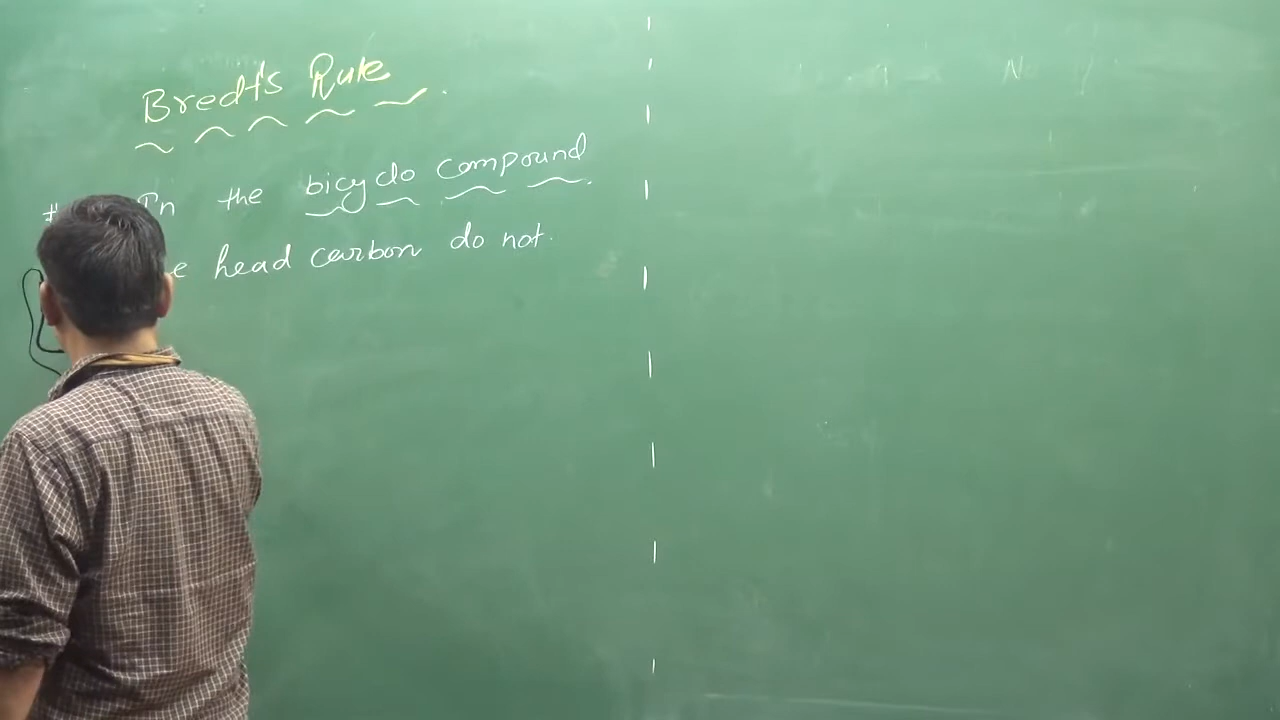 Bredt's Rule
# In the bicyclo compound
head carbon do not